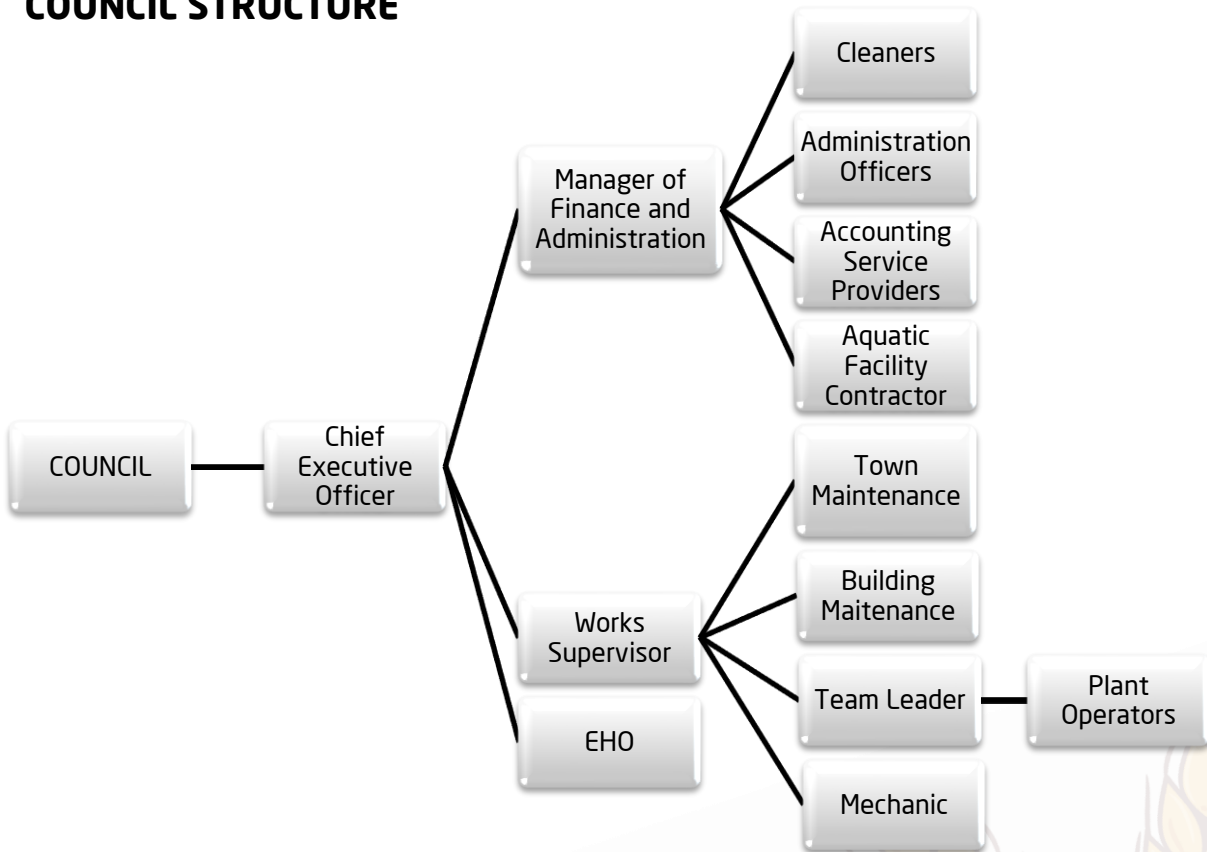 COUNCIL STRUCTURE
Cleaners
Administration
Officers
Manager of
Finance and
Administration
Accounting
Service
Providers
Aquatic
Facility
Contractor
COUNCIL
Chief
Executive
Officer
Town
Maintenance
Building
Maitenance
Works
Supervisor
Team Leader
Plant
Operators
EHO
Mechanic